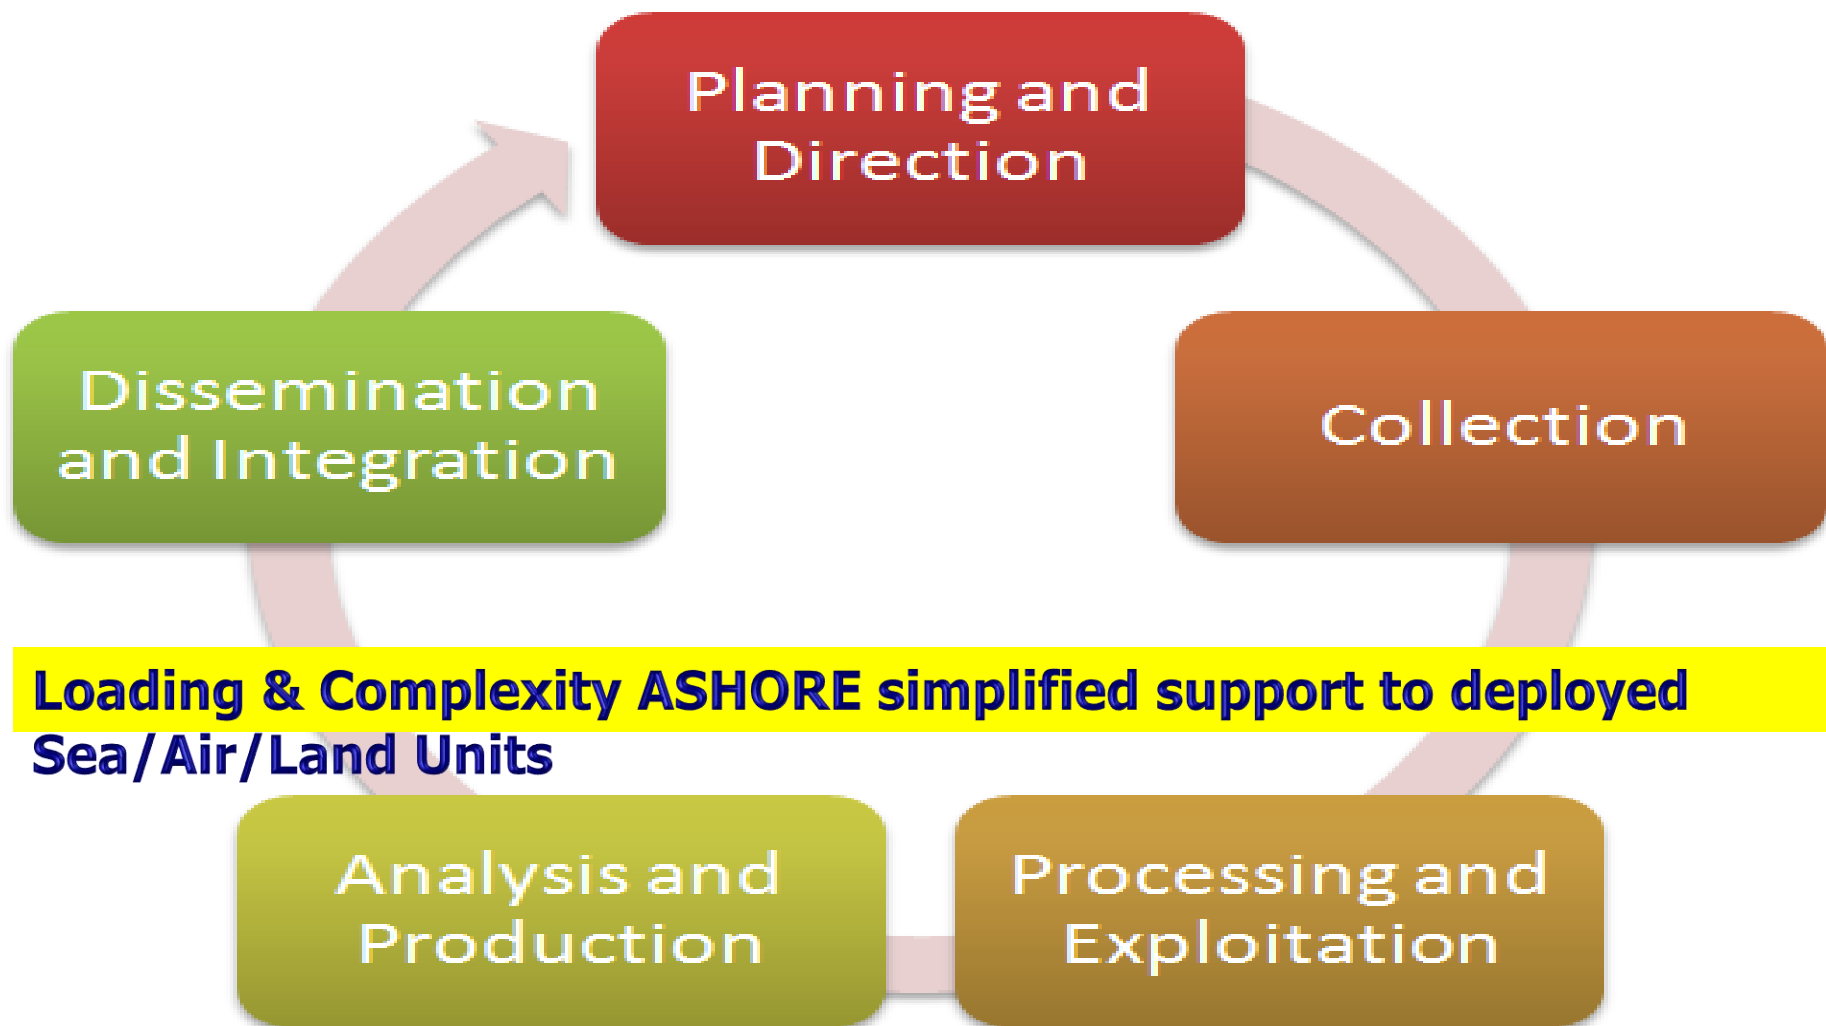 Planning and
Direction
Dissemination
and Integration
Collection
Loading & Complexity ASHORE simplified support to deployed
Sea/Air/Land Units
Analysis and
Production
Processing and
Exploitation